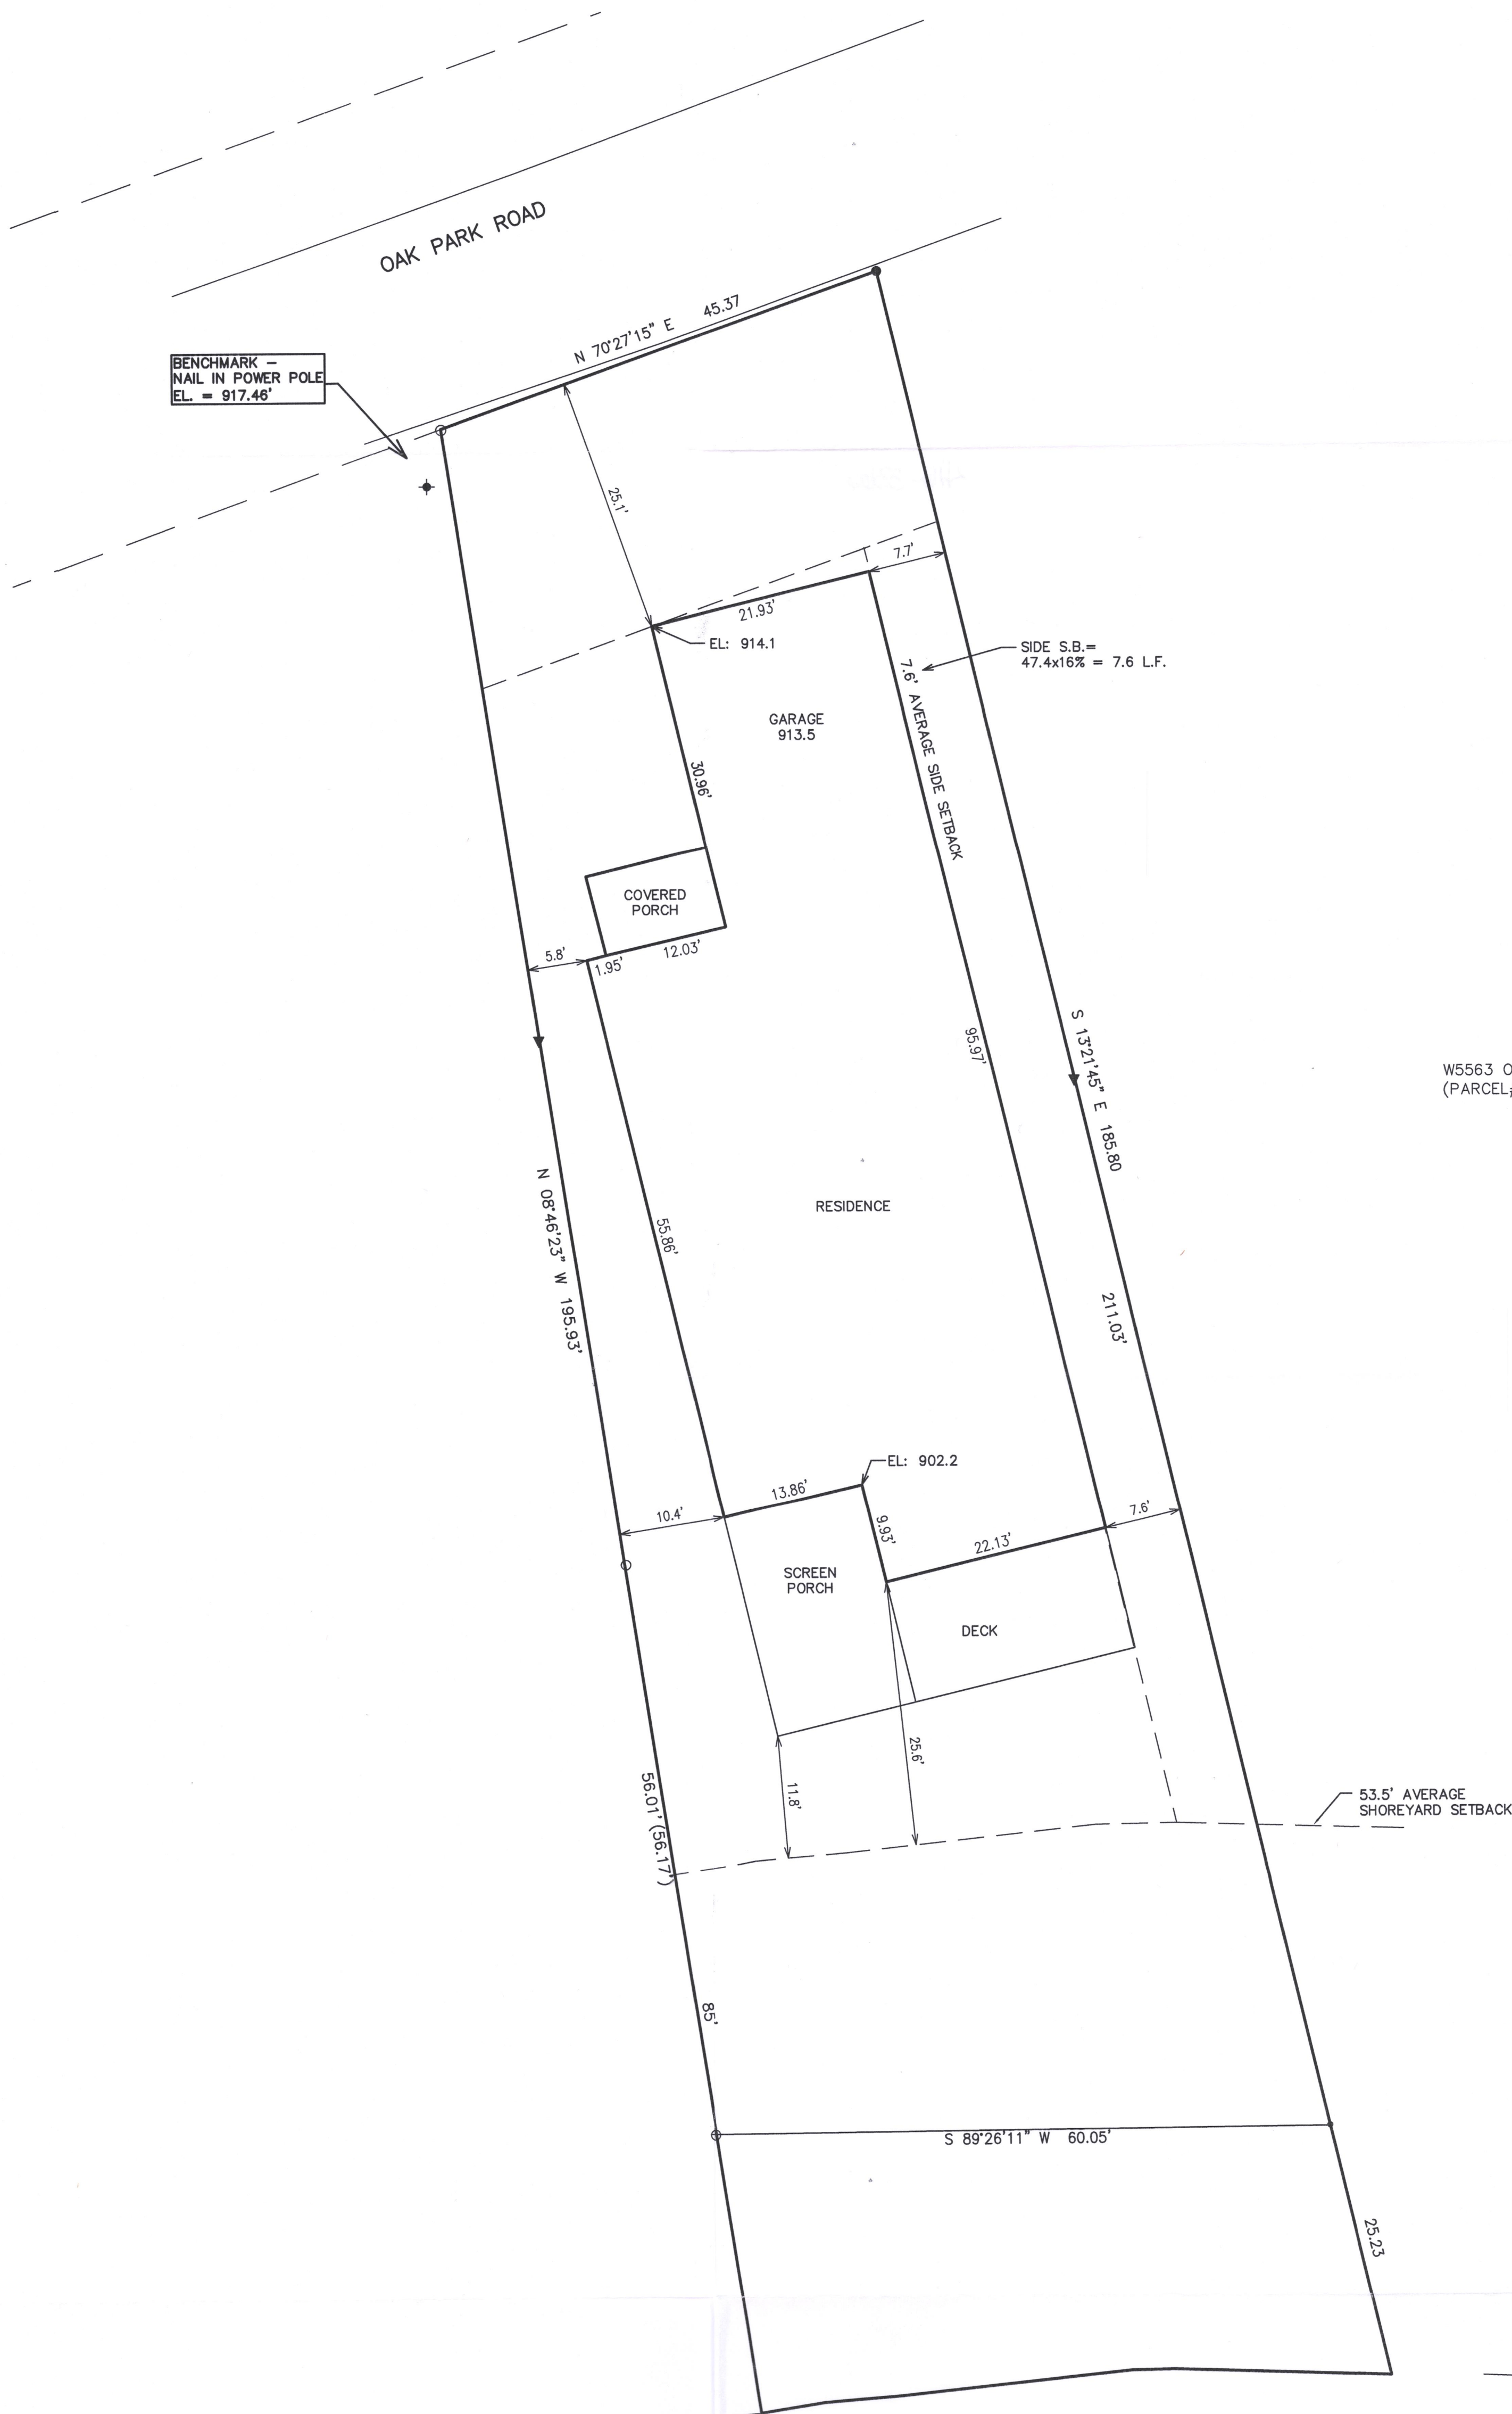 OAK PARK ROAD
N 70°27'15" E 45.37
BENCHMARK –
NAIL IN POWER POLE
EL. = 917.46'
25.1'
7.7'
21.93'
EL: 914.1
SIDE S.B.=
47.4x16% = 7.6 L.F.
7.6' AVERAGE SIDE SETBACK
GARAGE
913.5
30.96'
COVERED
PORCH
5.8'
1.95'
12.03'
95.97'
S 13°21'45" E 185.80
W5563 O
(PARCEL
N 08°46'23" W 195.93'
55.86'
RESIDENCE
211.03'
EL: 902.2
13.86'
10.4'
9.93'
22.13'
7.6'
SCREEN
PORCH
DECK
25.6'
11.8'
56.01' (56.17')
53.5' AVERAGE
SHOREYARD SETBACK
85'
S 89°26'11" W 60.05'
25.23